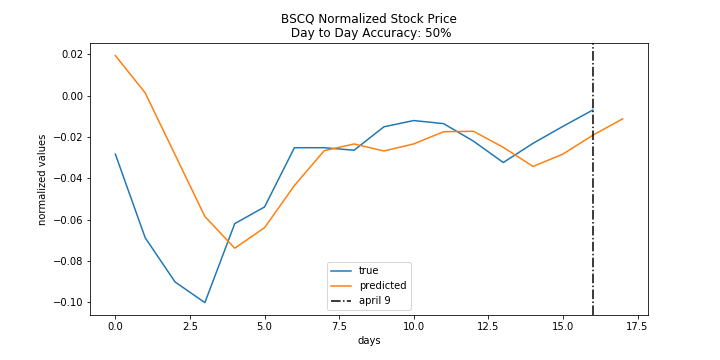 BSCQ Normalized Stock Price
Day to Day Accuracy: 50%
normalized values
0.02
0.00
−0.02
−0.04
−0.06
−0.08
−0.10
true
predicted
april 9
0.0
2.5
5.0
7.5
10.0
12.5
15.0
17.5
days